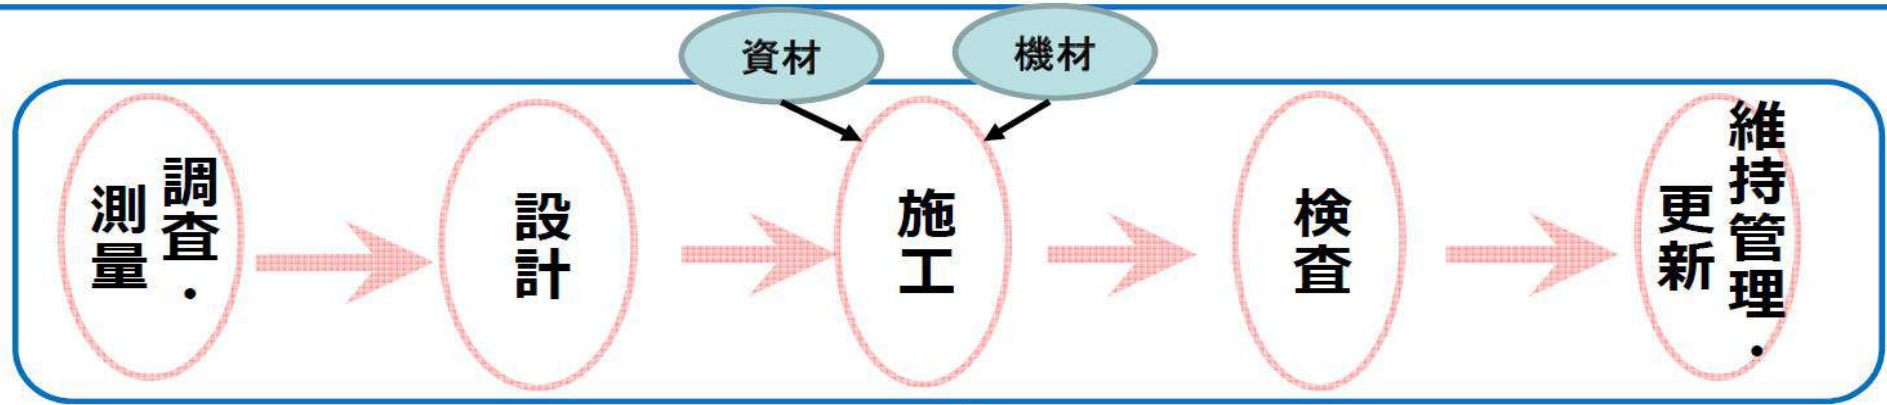 資材
機材
調査・
測量
設計
施工
検査
維持管理・
更新